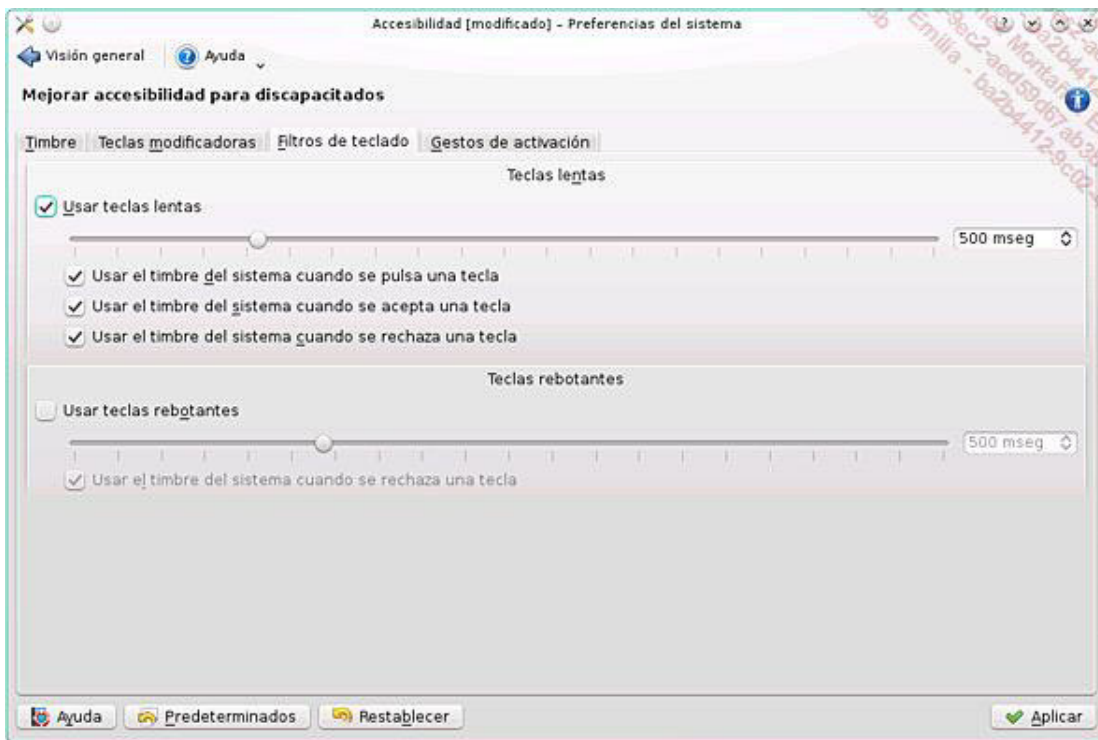 Accesibilidad [modificado] - Preferencias del sistema
Visión general Ayuda
Mejorar accesibilidad para discapacitados
Timbre Teclas modificadoras Filtros de teclado Gestos de activación
Teclas lentas
Usar teclas lentas
500 mseg
Usar el timbre del sistema cuando se pulsa una tecla
Usar el timbre del sistema cuando se acepta una tecla
Usar el timbre del sistema cuando se rechaza una tecla
Teclas rebotantes
Usar teclas rebotantes
500 mseg
Usar el timbre del sistema cuando se rechaza una tecla
Ayuda Predeterminados Restablecer Aplicar
Emilia